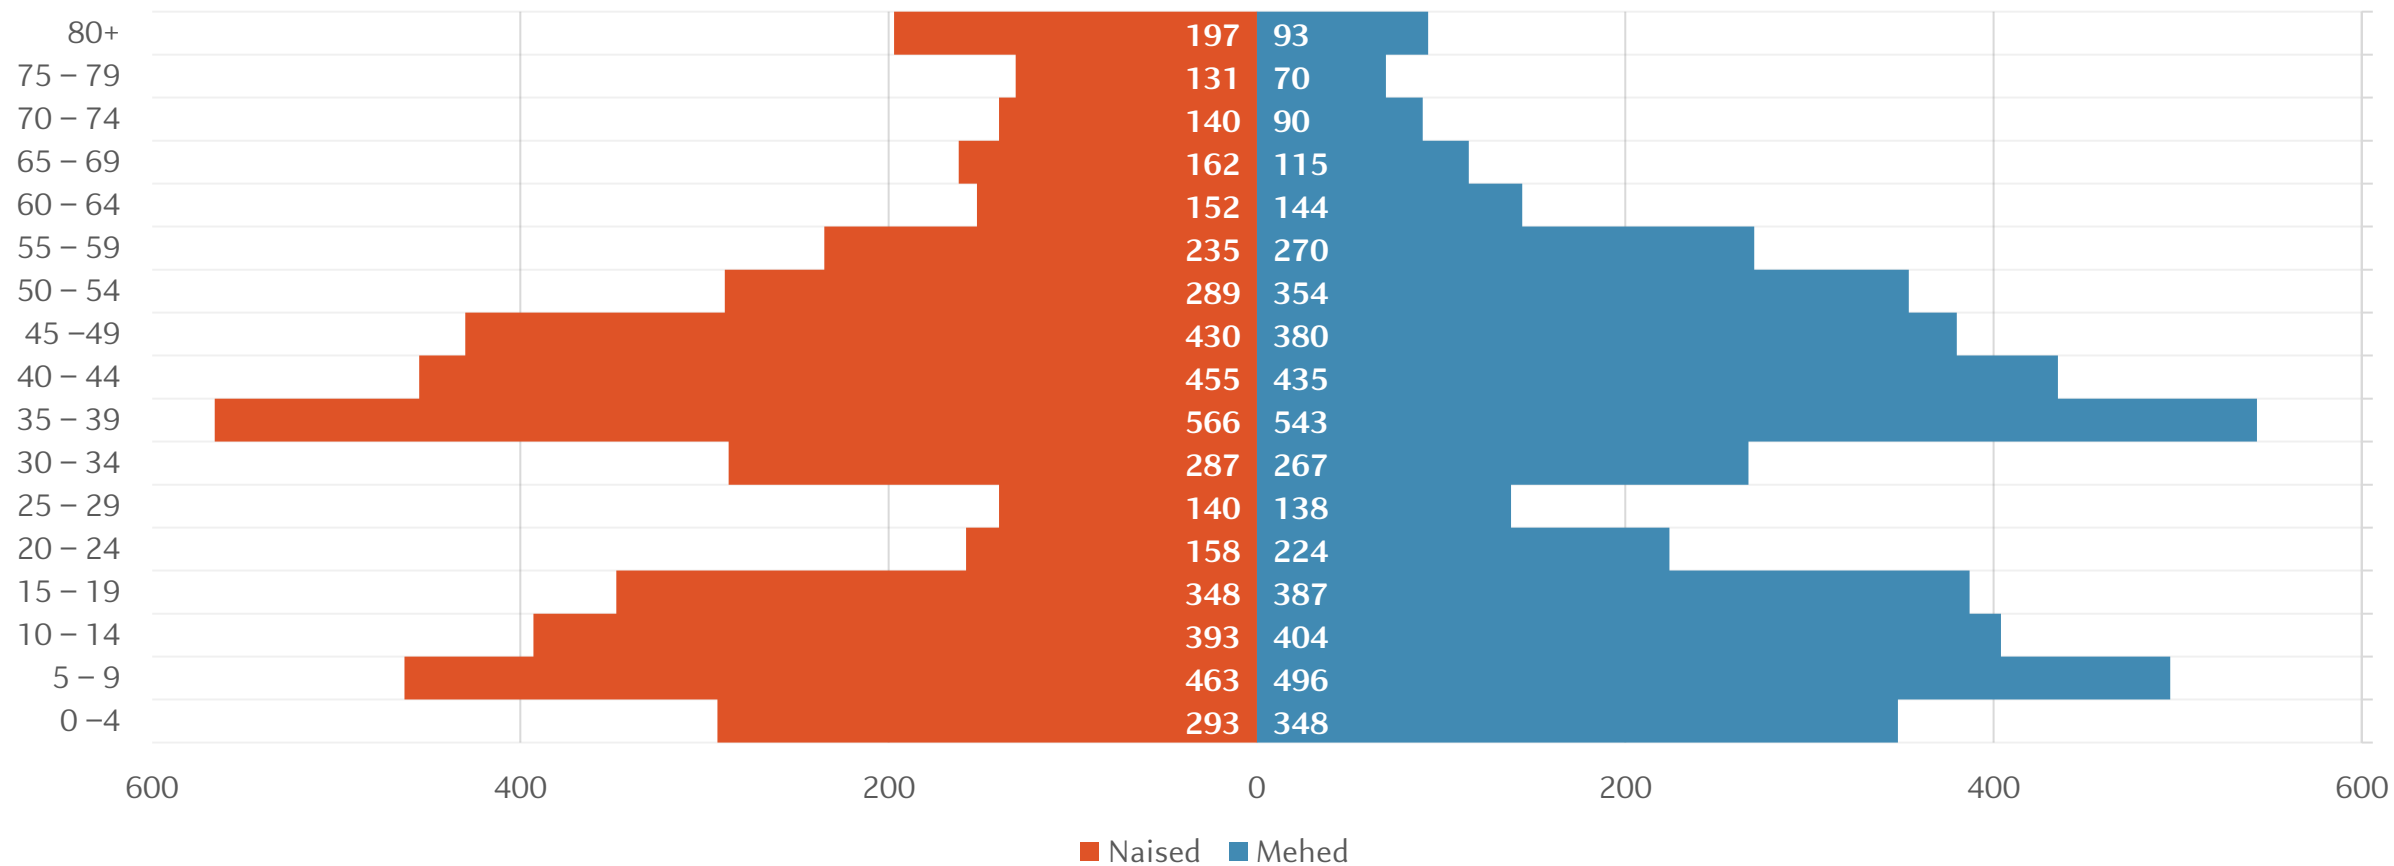 80+ 197 93
75 – 79 131 70
70 – 74 140 90
65 – 69 162 115
60 – 64 152 144
55 – 59 235 270
50 – 54 289 354
45 –49 430 380
40 – 44 455 435
35 – 39 566 543
30 – 34 287 267
25 – 29 140 138
20 – 24 158 224
15 – 19 348 387
10 – 14 393 404
5 – 9 463 496
0 –4 293 348
600 400 200 0 200 400 600
Naised Mehed